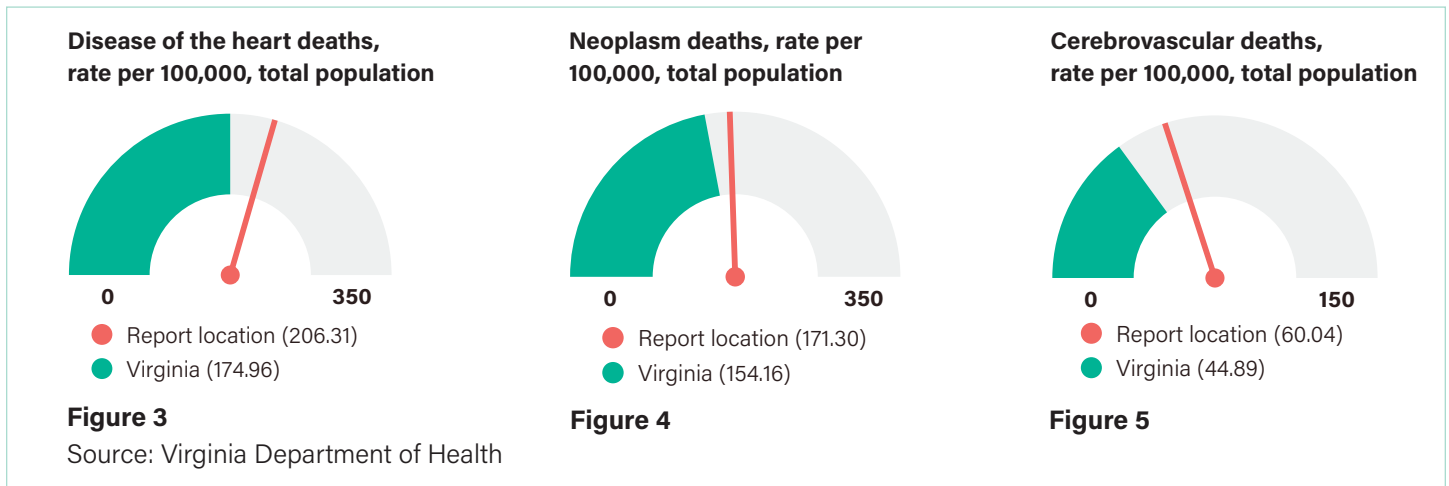 Disease of the heart deaths,
rate per 100,000, total population
0
350
Report location (206.31)
Virginia (174.96)
Figure 3
Source: Virginia Department of Health
Neoplasm deaths, rate per
100,000, total population
0
350
Report location (171.30)
Virginia (154.16)
Figure 4
Cerebrovascular deaths,
rate per 100,000, total population
0
150
Report location (60.04)
Virginia (44.89)
Figure 5